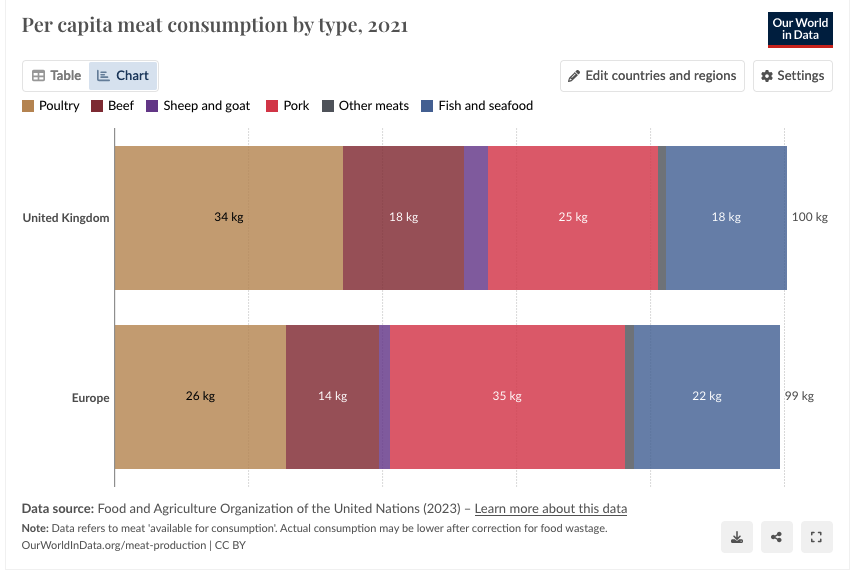 Per capita meat consumption by type, 2021
Our World
in Data
Table
Chart
Edit countries and regions
Settings
Poultry
Beef
Sheep and goat
Pork
Other meats
Fish and seafood
United Kingdom
34 kg
18 kg
25 kg
18 kg
100 kg
Europe
26 kg
14 kg
35 kg
22 kg
99 kg
Data source: Food and Agriculture Organization of the United Nations (2023) – Learn more about this data
Note: Data refers to meat 'available for consumption'. Actual consumption may be lower after correction for food wastage.
OurWorldInData.org/meat-production | CC BY